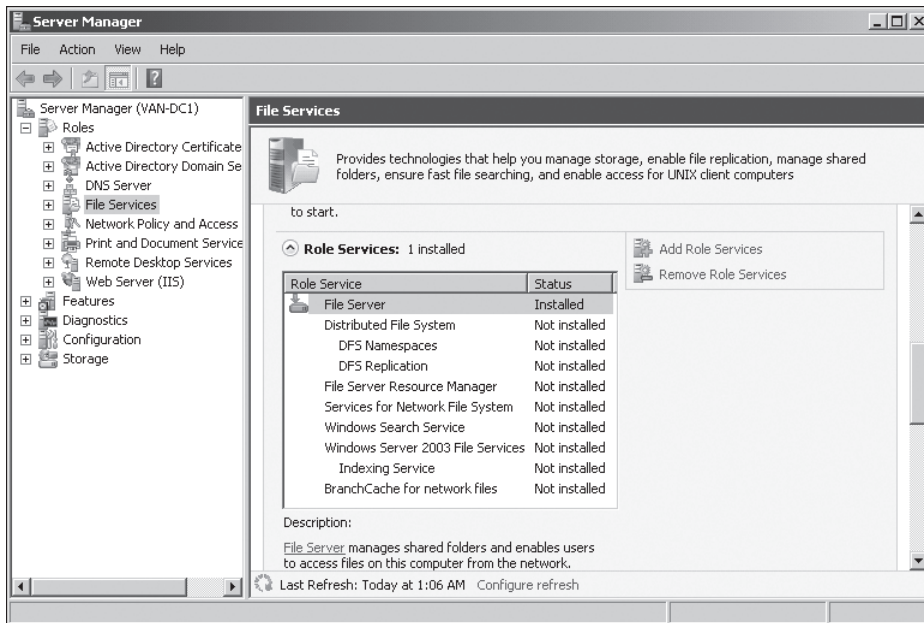 Server Manager
File Action View Help
Server Manager (VAN-DC1)
Roles
Active Directory Certificate
Active Directory Domain Se
DNS Server
File Services
Network Policy and Access
Print and Document Service
Remote Desktop Services
Web Server (IIS)
Features
Diagnostics
Configuration
Storage
File Services
Provides technologies that help you manage storage, enable file replication, manage shared
folders, ensure fast file searching, and enable access for UNIX client computers
to start.
Role Services: 1 installed
Role Service Status
File Server Installed
Distributed File System Not installed
DFS Namespaces Not installed
DFS Replication Not installed
File Server Resource Manager Not installed
Services for Network File System Not installed
Windows Search Service Not installed
Windows Server 2003 File Services Not installed
Indexing Service Not installed
BranchCache for network files Not installed
Description:
File Server manages shared folders and enables users
to access files on this computer from the network.
Add Role Services
Remove Role Services
Last Refresh: Today at 1:06 AM Configure refresh